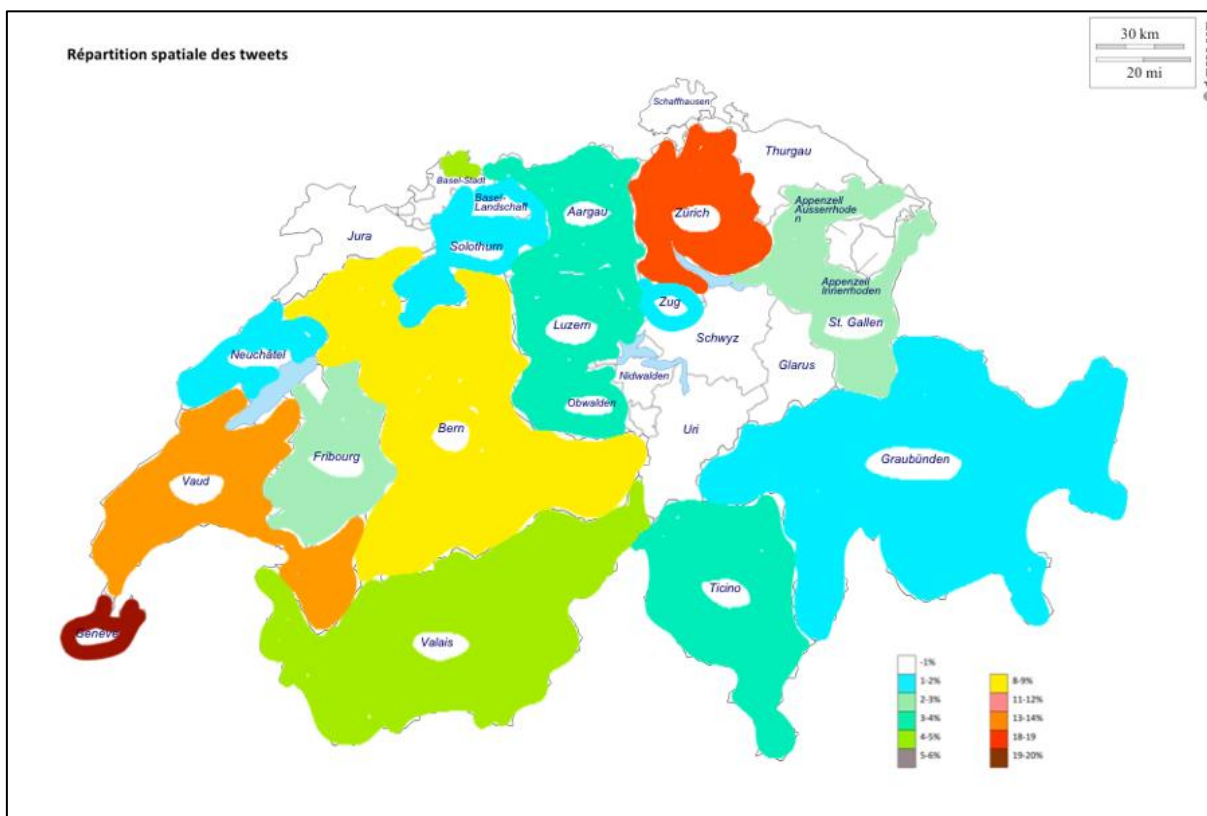 Répartition spatiale des tweets
30 km
20 mi
Schaffhausen
Thurgau
Basel-Stadt
Basel-
Landschaft
Aargau
Zürich
Appenzell
Ausserrhode
n
Jura
Solothurn
Appenzell
Innerrhoden
Zug
Luzern
Schwyz
St. Gallen
Neuchâtel
Nidwalden
Glarus
Obwalden
Bern
Uri
Fribourg
Graubünden
Vaud
Ticino
Genève
Valais
-1%
1-2%
2-3%
3-4%
4-5%
5-6%
8-9%
11-12%
13-14%
18-19
19-20%